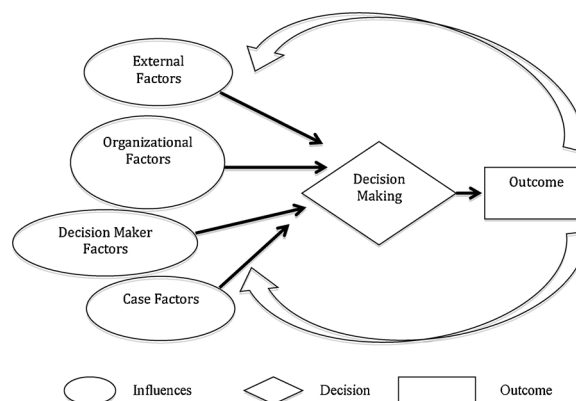 External
Factors
Organizational
Factors
Decision Maker
Factors
Case Factors
Decision
Making
Outcome
Influences
Decision
Outcome